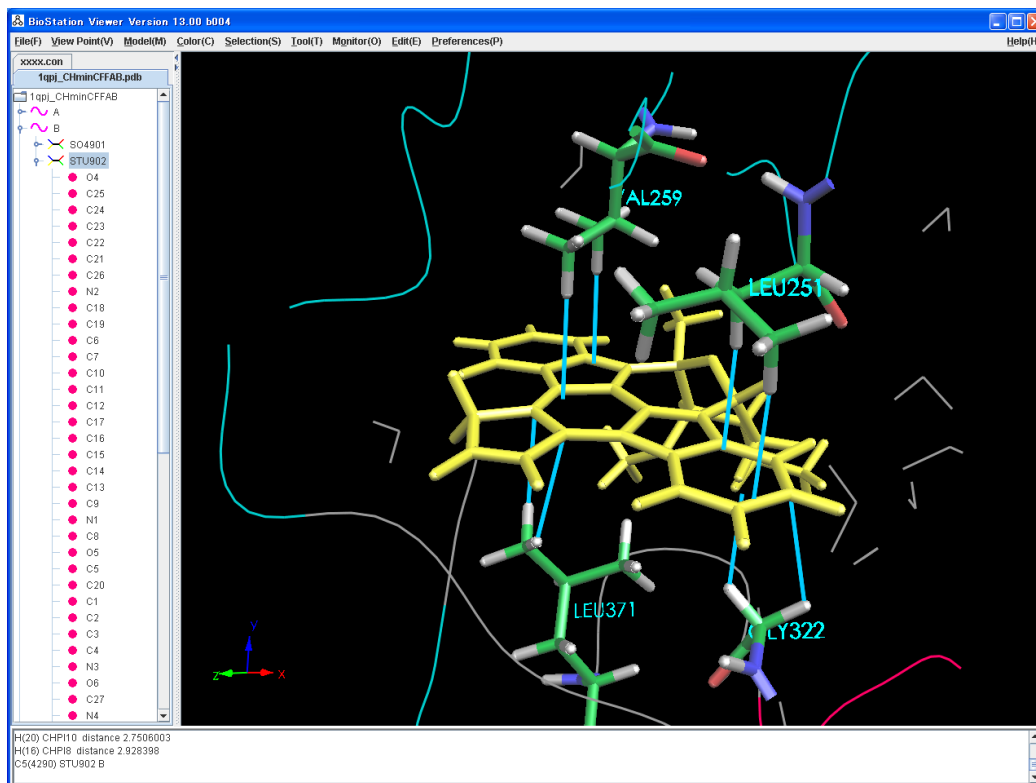 BioStation Viewer Version 13.00 b004
File(F) View Point(V) Model(M) Color(C) Selection(S) Tool(T) Monitor(O) Edit(E) Preferences(P) Help(H
xxxx.con
1qpj_CHminCFFAB.pdb
1qpj_CHminCFFAB
A
B
SO4901
STU902
O4
C25
C24
C23
C22
C21
C26
N2
C18
C19
C6
C7
C10
C11
C12
C17
C16
C15
C14
C13
C9
N1
C8
O5
C5
C20
C1
C2
C3
C4
N3
O6
C27
N4
VAL259
LEU251
LEU371
GLY322
Y
Z
X
H(20) CHPI10 distance 2.7506003
H(16) CHPI8 distance 2.928398
C5(4290) STU902 B